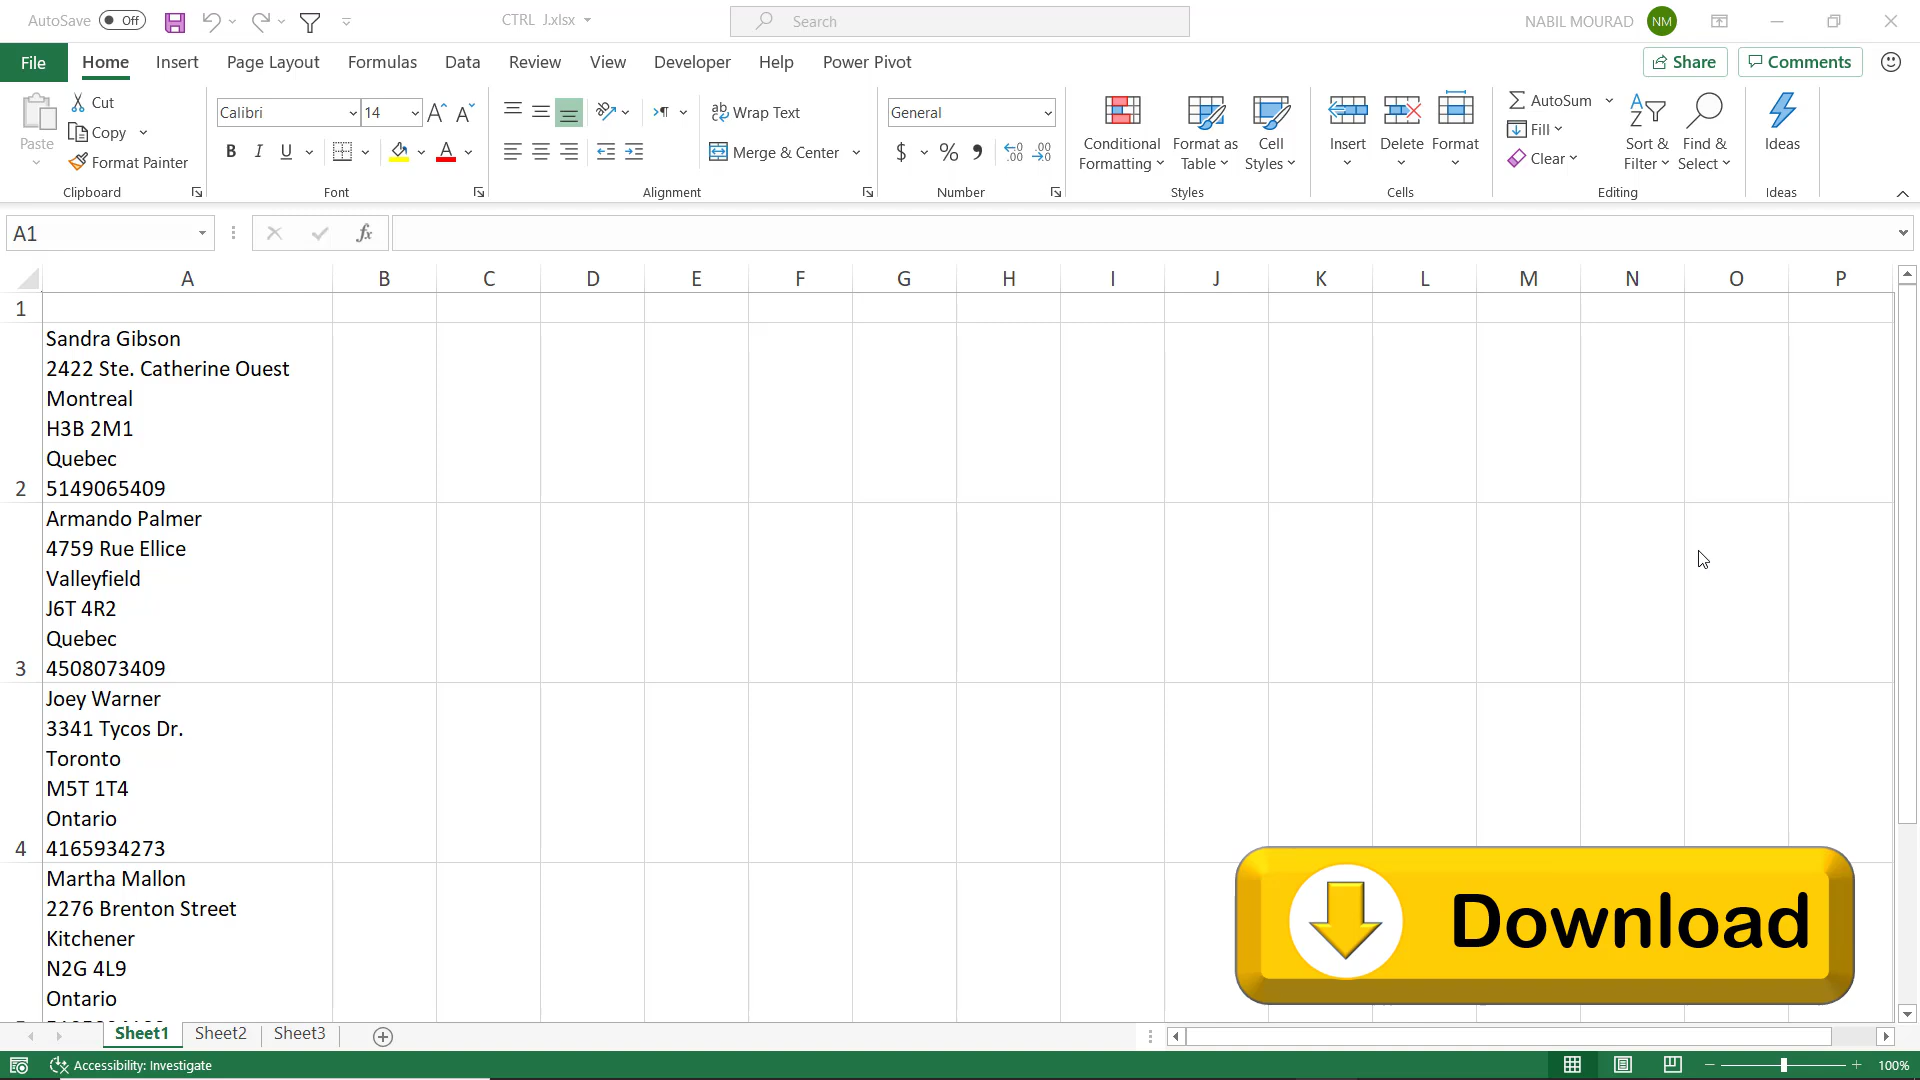 AutoSave Off CTRL J.xlsx Search NABIL MOURAD NM
File Home Insert Page Layout Formulas Data Review View Developer Help Power Pivot Share Comments
Paste Cut Copy Format Painter Clipboard
Calibri 14 B I U A Font
Wrap Text Merge & Center Alignment
General $ % Number
Conditional Formatting Format as Table Cell Styles Styles
Insert Delete Format Cells
AutoSum Fill Clear Sort & Filter Find & Select Editing
Ideas Ideas
A1 fx
A B C D E F G H I J K L M N O P
1
Sandra Gibson
2422 Ste. Catherine Ouest
Montreal
H3B 2M1
Quebec
2 5149065409
Armando Palmer
4759 Rue Ellice
Valleyfield
J6T 4R2
Quebec
3 4508073409
Joey Warner
3341 Tycos Dr.
Toronto
M5T 1T4
Ontario
4 4165934273
Martha Mallon
2276 Brenton Street
Kitchener
N2G 4L9
Ontario
Download
Sheet1 Sheet2 Sheet3
Accessibility: Investigate 100%